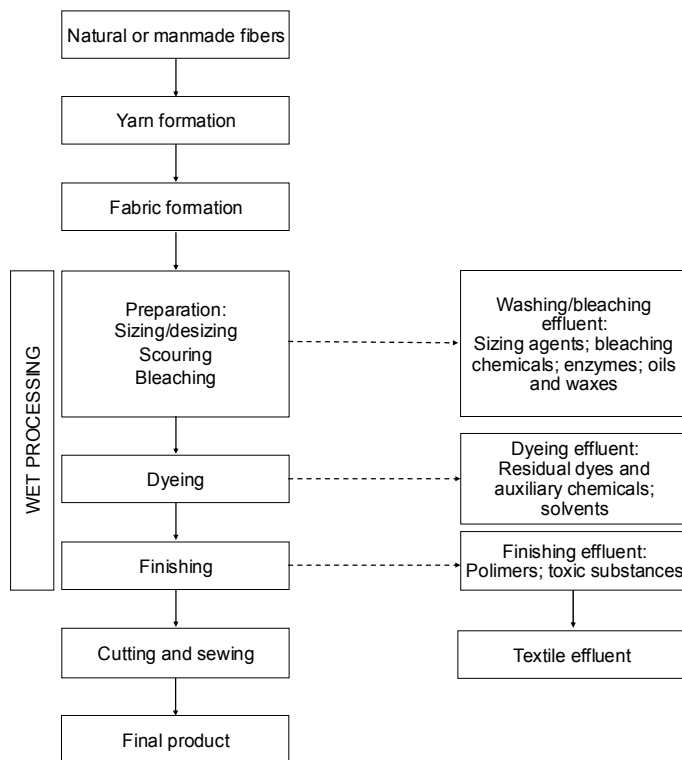 Natural or manmade fibers
Yarn formation
Fabric formation
WET PROCESSING
Preparation:
Sizing/desizing
Scouring
Bleaching
Washing/bleaching
effluent:
Sizing agents; bleaching
chemicals; enzymes; oils
and waxes
Dyeing
Dyeing effluent:
Residual dyes and
auxiliary chemicals;
solvents
Finishing
Finishing effluent:
Polimers; toxic substances
Cutting and sewing
Textile effluent
Final product